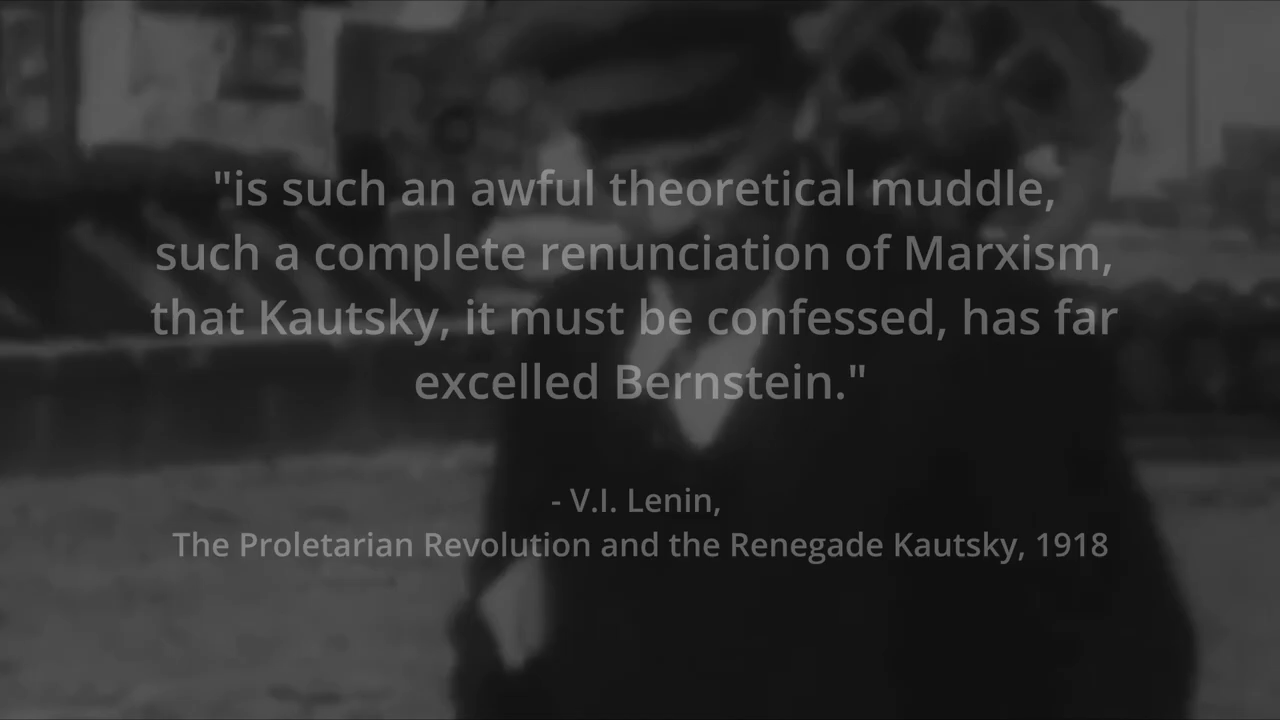 "is such an awful theoretical muddle,
such a complete renunciation of Marxism,
that Kautsky, it must be confessed, has far
excelled Bernstein."
- V.I. Lenin,
The Proletarian Revolution and the Renegade Kautsky, 1918